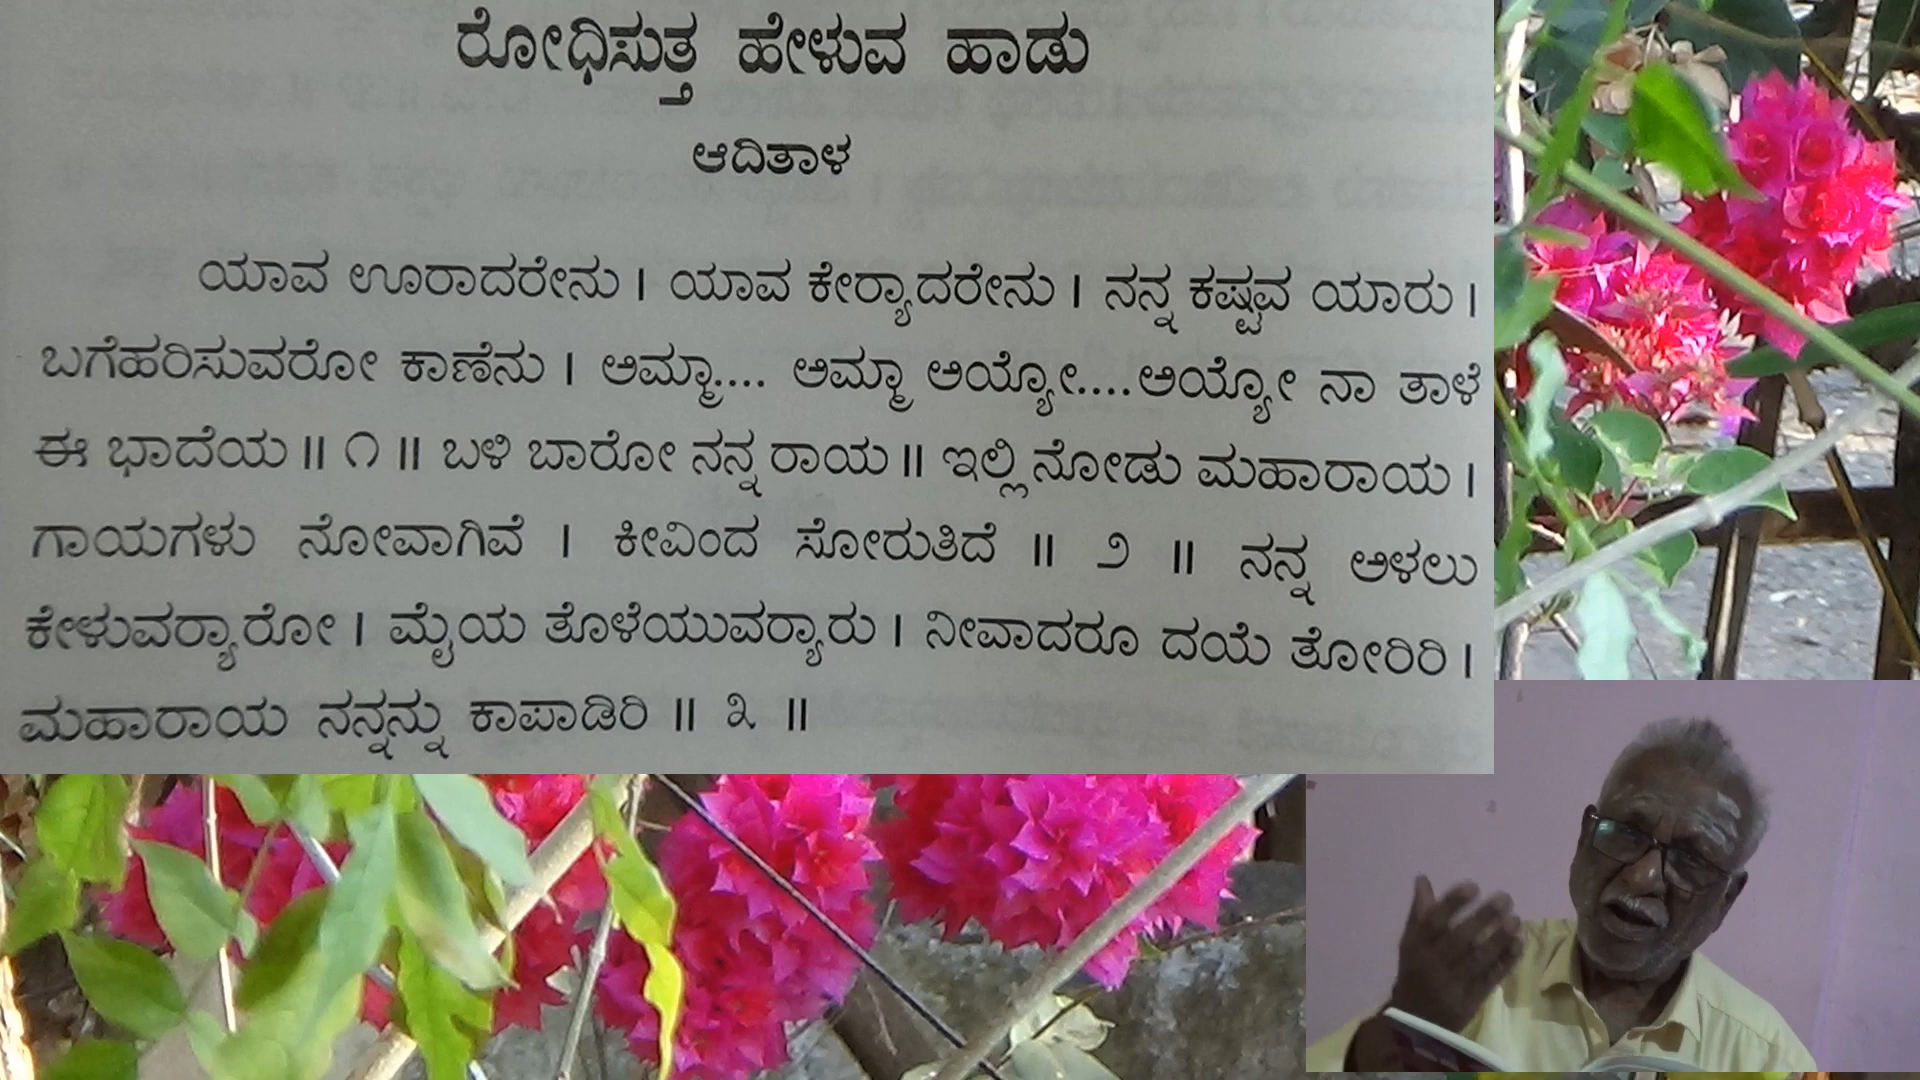 ರೋಧಿಸುತ್ತ ಹೇಳುವ ಹಾಡು
ಆದಿತಾಳ
ಯಾವ ಊರಾದರೇನು । ಯಾವ ಕೇರ‍್ಯಾದರೇನು । ನನ್ನ ಕಷ್ಟವ ಯಾರು ।
ಬಗೆಹರಿಸುವರೋ ಕಾಣೆನು । ಅಮ್ಮಾ.... ಅಮ್ಮಾ ಅಯ್ಯೋ....ಅಯ್ಯೋ ನಾ ತಾಳೆ
ಈ ಭಾದೆಯ ॥ ೧ ॥ ಬಳಿ ಬಾರೋ ನನ್ನ ರಾಯ ॥ ಇಲ್ಲಿ ನೋಡು ಮಹಾರಾಯ ।
ಗಾಯಗಳು ನೋವಾಗಿವೆ । ಕೀವಿಂದ ಸೋರುತಿದೆ ॥ ೨ ॥ ನನ್ನ ಅಳಲು
ಕೇಳುವರ‍್ಯಾರೋ । ಮೈಯ ತೊಳೆಯುವರ‍್ಯಾರು । ನೀವಾದರೂ ದಯೆ ತೋರಿರಿ ।
ಮಹಾರಾಯ ನನ್ನನ್ನು ಕಾಪಾಡಿರಿ ॥ ೩ ॥